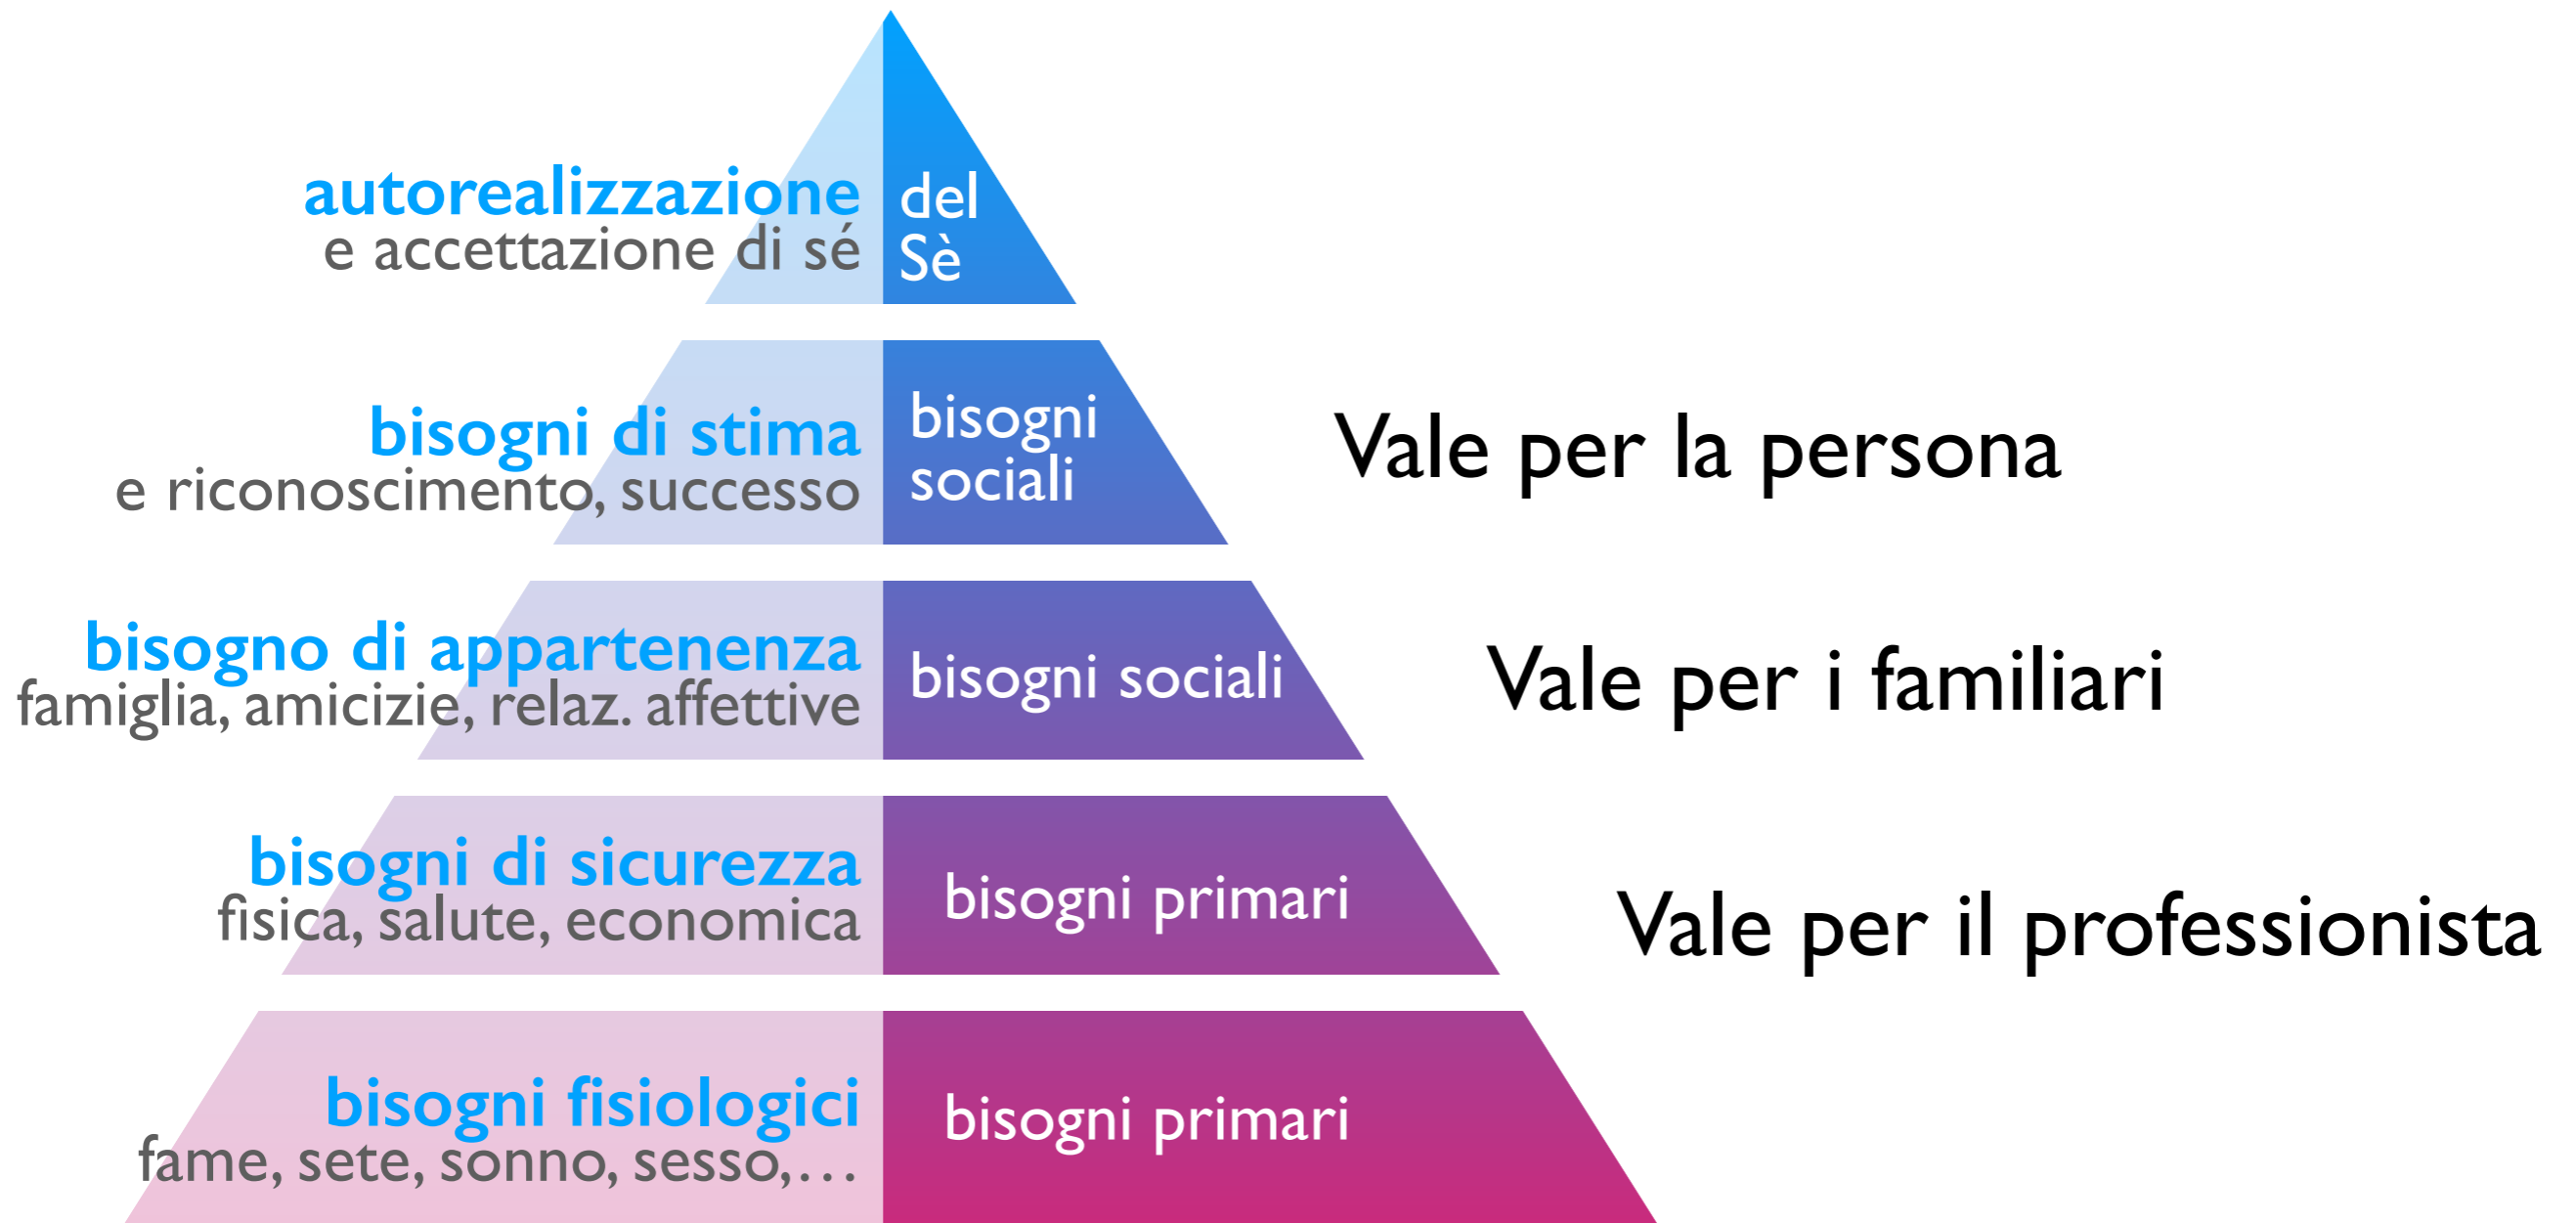 autorealizzazione
e accettazione di sé
del
Sè
bisogni di stima
e riconoscimento, successo
bisogni
sociali
Vale per la persona
bisogno di appartenenza
famiglia, amicizie, relaz. affettive
bisogni sociali
Vale per i familiari
bisogni di sicurezza
fisica, salute, economica
bisogni primari
Vale per il professionista
bisogni fisiologici
fame, sete, sonno, sesso,…
bisogni primari